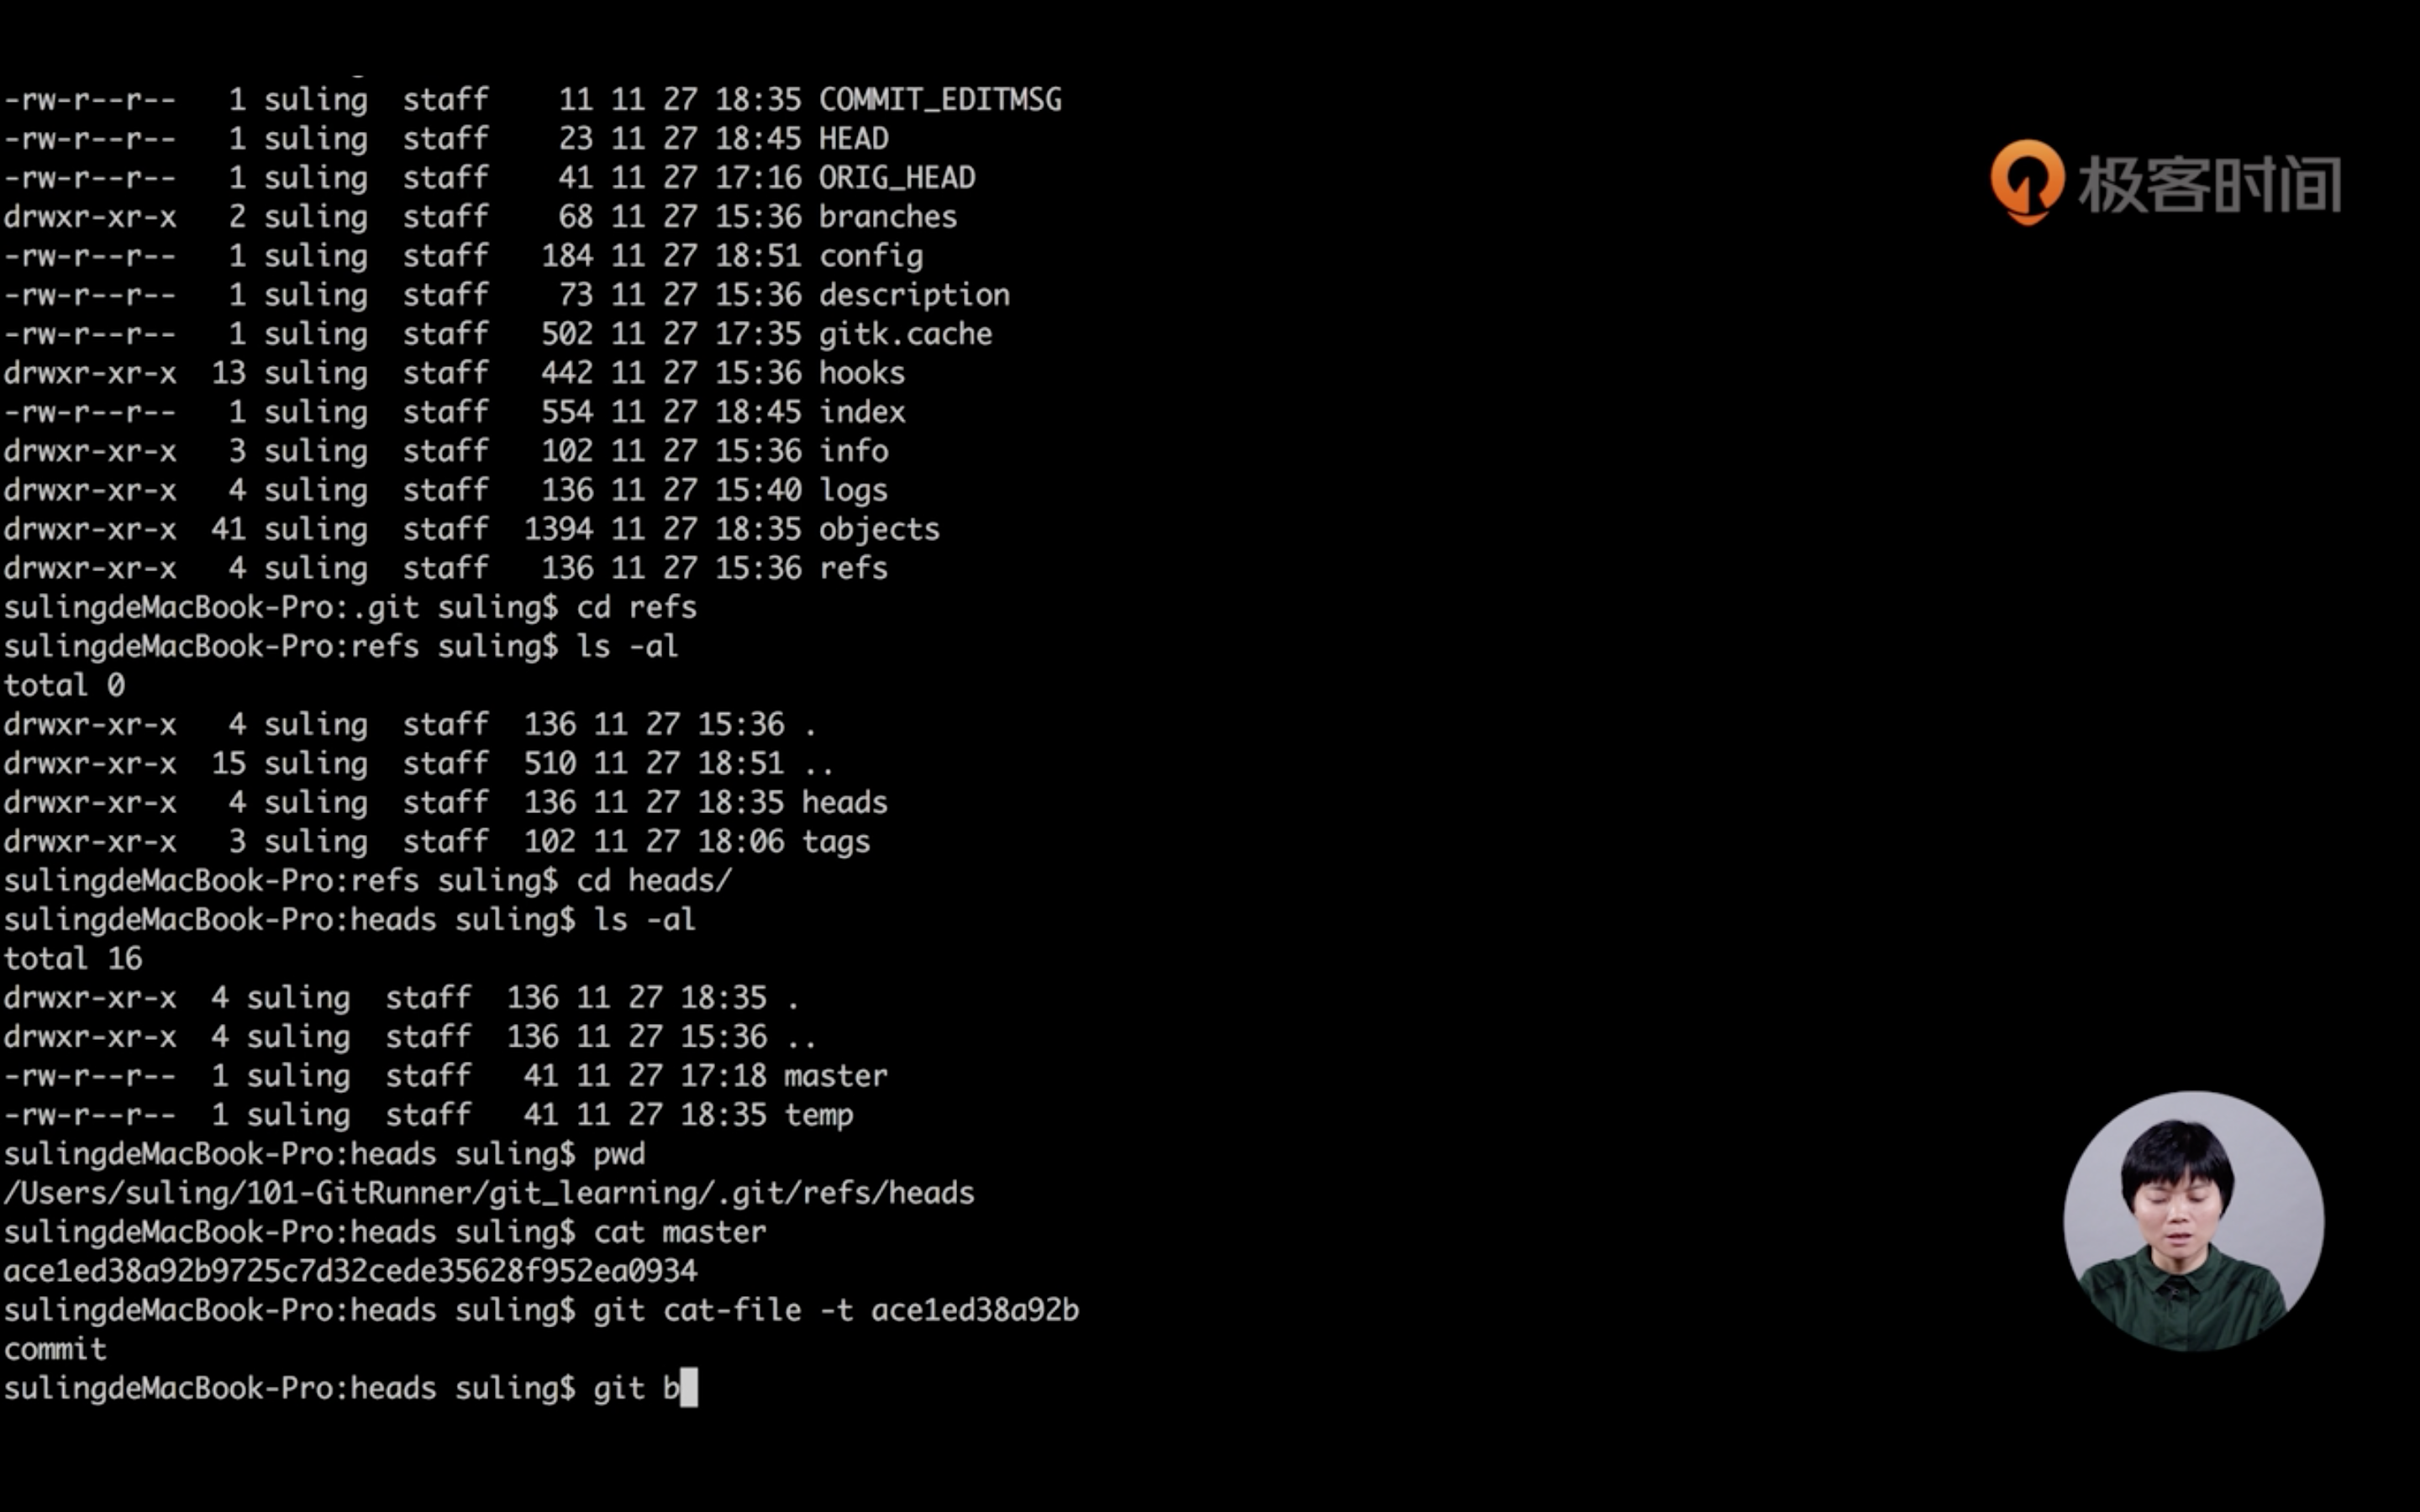 -rw-r--r--   1 suling  staff    11 11 27 18:35 COMMIT_EDITMSG
-rw-r--r--   1 suling  staff    23 11 27 18:45 HEAD
-rw-r--r--   1 suling  staff    41 11 27 17:16 ORIG_HEAD
drwxr-xr-x   2 suling  staff    68 11 27 15:36 branches
-rw-r--r--   1 suling  staff   184 11 27 18:51 config
-rw-r--r--   1 suling  staff    73 11 27 15:36 description
-rw-r--r--   1 suling  staff   502 11 27 17:35 gitk.cache
drwxr-xr-x  13 suling  staff   442 11 27 15:36 hooks
-rw-r--r--   1 suling  staff   554 11 27 18:45 index
drwxr-xr-x   3 suling  staff   102 11 27 15:36 info
drwxr-xr-x   4 suling  staff   136 11 27 15:40 logs
drwxr-xr-x  41 suling  staff  1394 11 27 18:35 objects
drwxr-xr-x   4 suling  staff   136 11 27 15:36 refs
sulingdeMacBook-Pro:.git suling$ cd refs
sulingdeMacBook-Pro:refs suling$ ls -al
total 0
drwxr-xr-x   4 suling  staff  136 11 27 15:36 .
drwxr-xr-x  15 suling  staff  510 11 27 18:51 ..
drwxr-xr-x   4 suling  staff  136 11 27 18:35 heads
drwxr-xr-x   3 suling  staff  102 11 27 18:06 tags
sulingdeMacBook-Pro:refs suling$ cd heads/
sulingdeMacBook-Pro:heads suling$ ls -al
total 16
drwxr-xr-x  4 suling  staff  136 11 27 18:35 .
drwxr-xr-x  4 suling  staff  136 11 27 15:36 ..
-rw-r--r--  1 suling  staff   41 11 27 17:18 master
-rw-r--r--  1 suling  staff   41 11 27 18:35 temp
sulingdeMacBook-Pro:heads suling$ pwd
/Users/suling/101-GitRunner/git_learning/.git/refs/heads
sulingdeMacBook-Pro:heads suling$ cat master
ace1ed38a92b9725c7d32cede35628f952ea0934
sulingdeMacBook-Pro:heads suling$ git cat-file -t ace1ed38a92b
commit
sulingdeMacBook-Pro:heads suling$ git b
极客时间